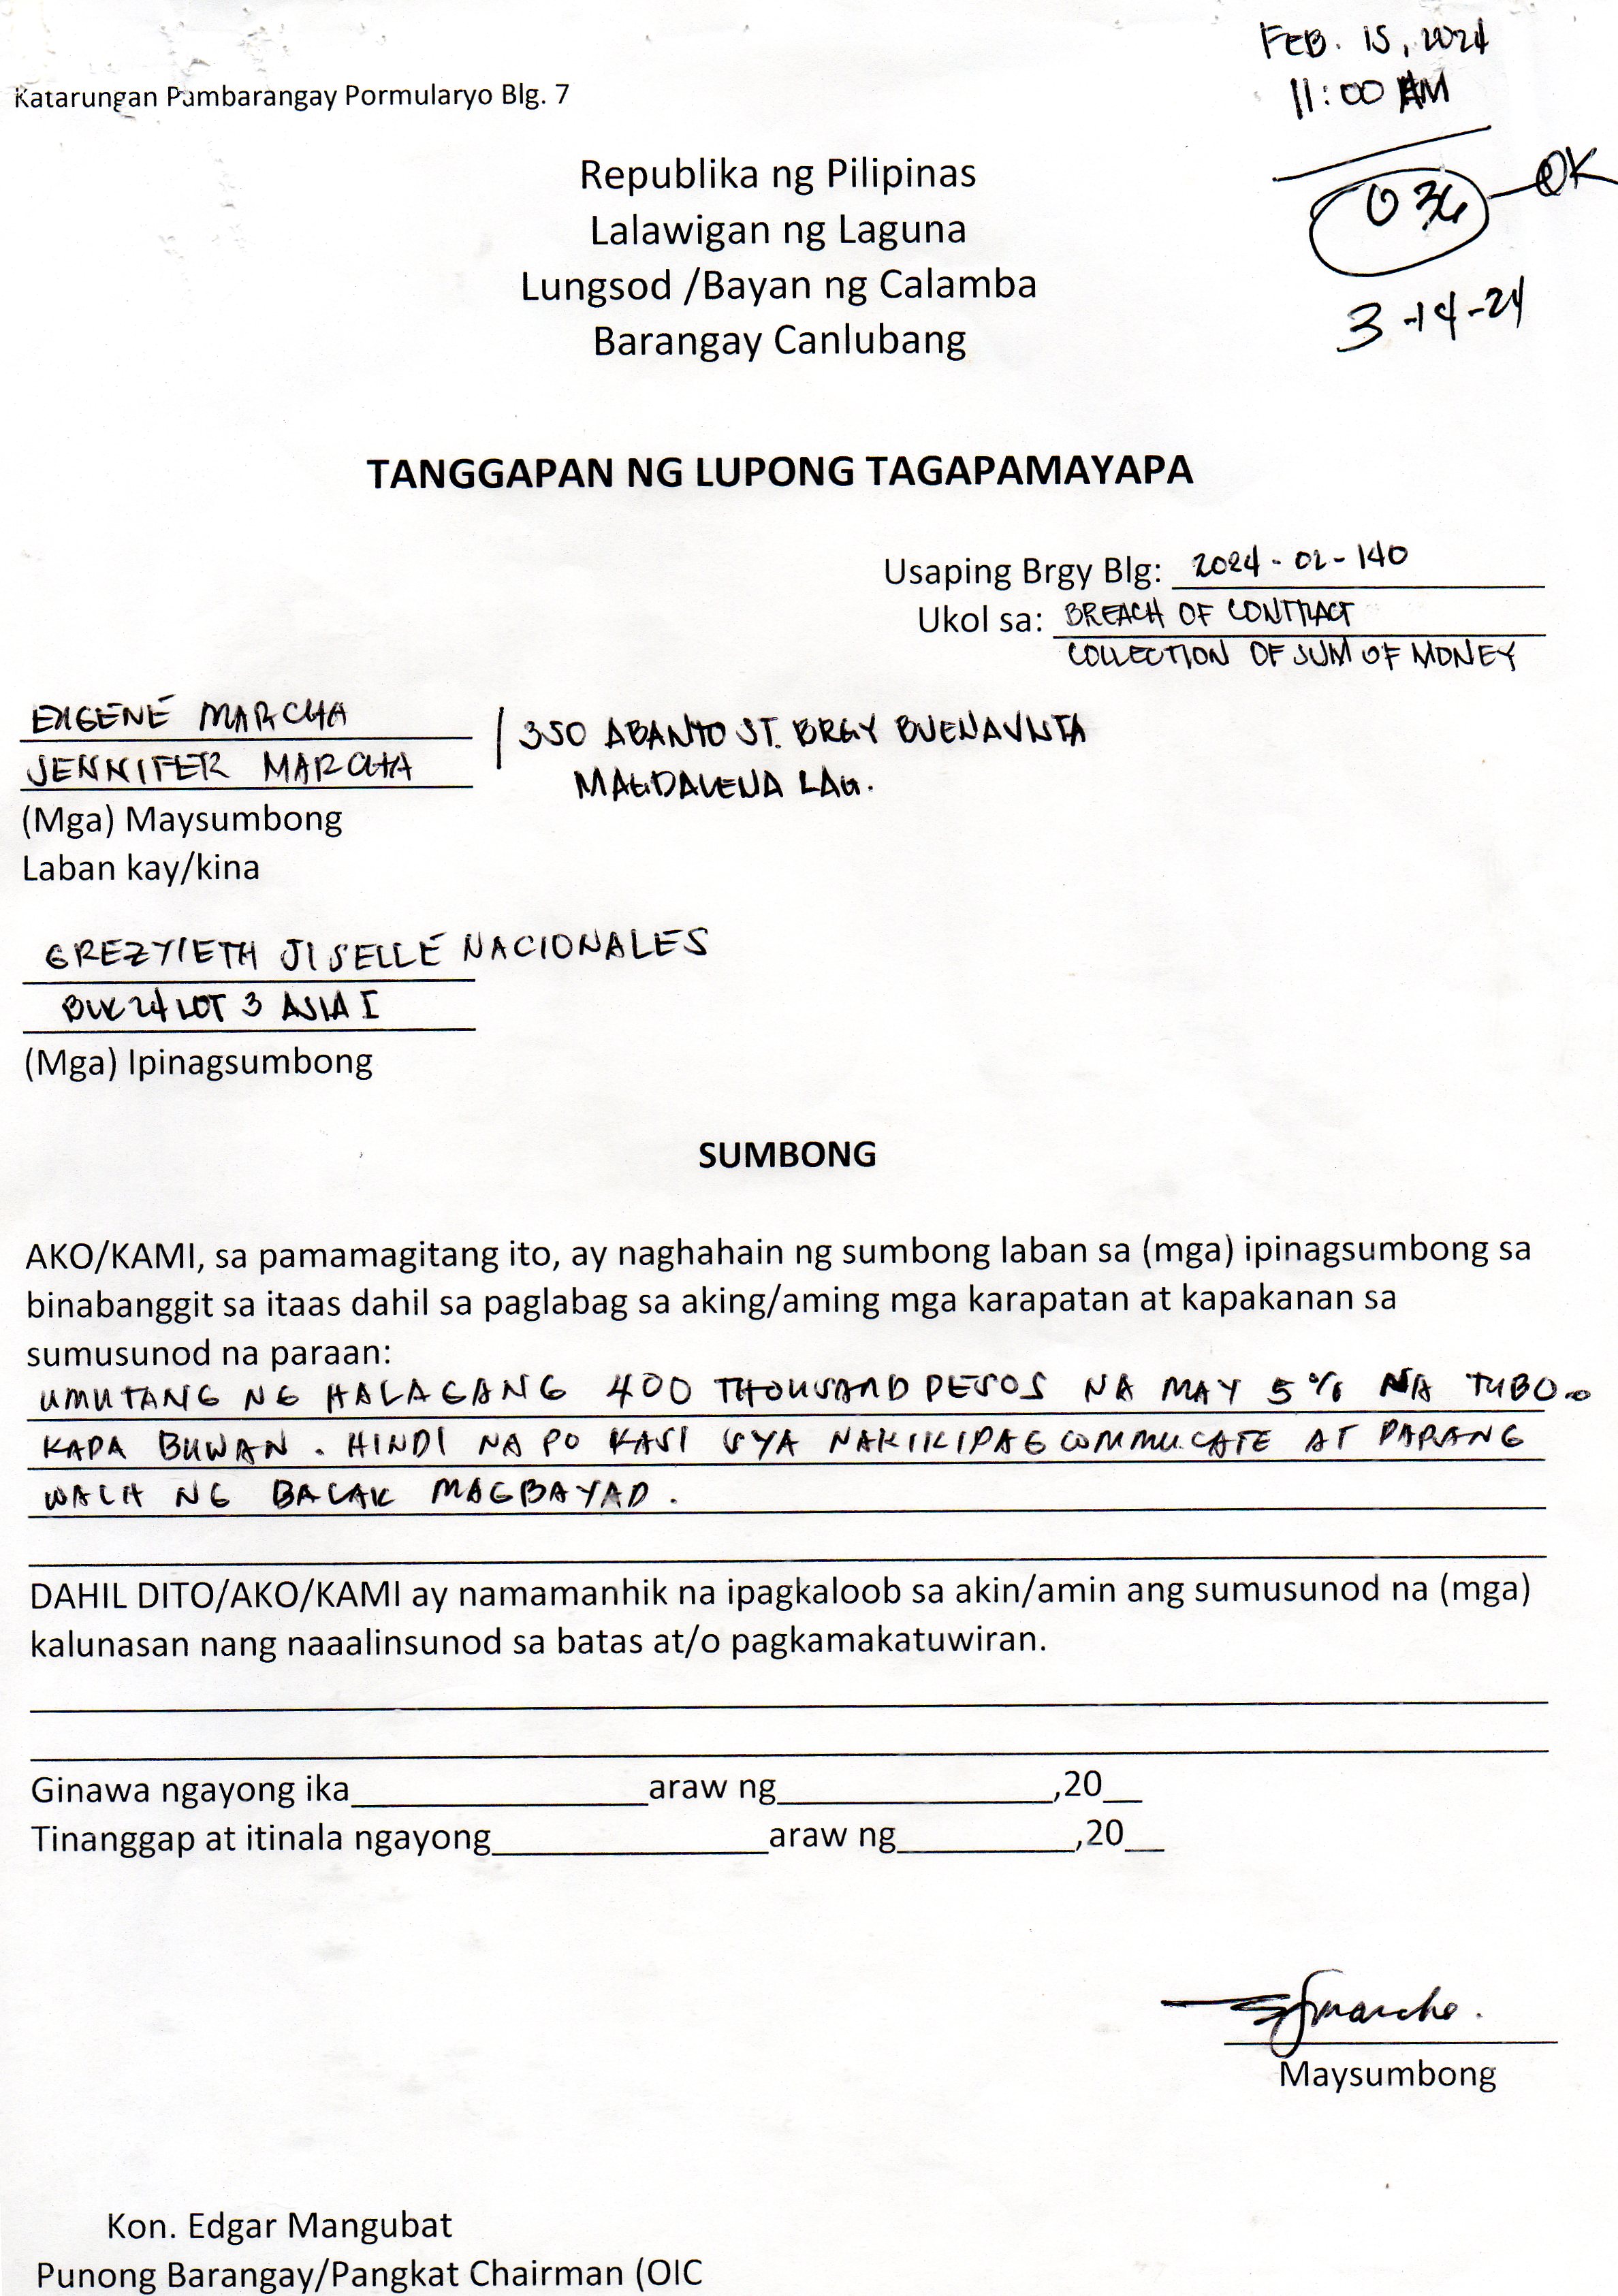 FEB. 15, 2024
11:00 AM
Katarungan Pambarangay Pormularyo Blg. 7
036 OK
3-14-24
Republika ng Pilipinas
Lalawigan ng Laguna
Lungsod /Bayan ng Calamba
Barangay Canlubang
TANGGAPAN NG LUPONG TAGAPAMAYAPA
Usaping Brgy Blg: 2024-02-140
Ukol sa: BREACH OF CONTRACT
COLLECTION OF SUM OF MONEY
EUGENE MARCHA
JENNIFER MARCHA
350 ABANTO ST. BRGY BUENAVNTA
MAGDALENA LAG.
(Mga) Maysumbong
Laban kay/kina
GREZYIETH JISELLE NACIONALES
BLK 24 LOT 3 ASIA I
(Mga) Ipinagsumbong
SUMBONG
AKO/KAMI, sa pamamagitang ito, ay naghahain ng sumbong laban sa (mga) ipinagsumbong sa
binabanggit sa itaas dahil sa paglabag sa aking/aming mga karapatan at kapakanan sa
sumusunod na paraan:
UMUTANG NG HALAGANG 400 THOUSAND PESOS NA MAY 5% NA TUBO
KADA BUWAN. HINDI NA PO KASI SYA NAKIKIPAGCOMMUCATE AT PARANG
WALA NG BALAK MAGBAYAD.
DAHIL DITO/AKO/KAMI ay namamanhik na ipagkaloob sa akin/amin ang sumusunod na (mga)
kalunasan nang naaalinsunod sa batas at/o pagkamakatuwiran.
Ginawa ngayong ika______________araw ng_____________,20__
Tinanggap at itinala ngayong_____________araw ng________,20__
Maysumbong
Kon. Edgar Mangubat
Punong Barangay/Pangkat Chairman (OIC